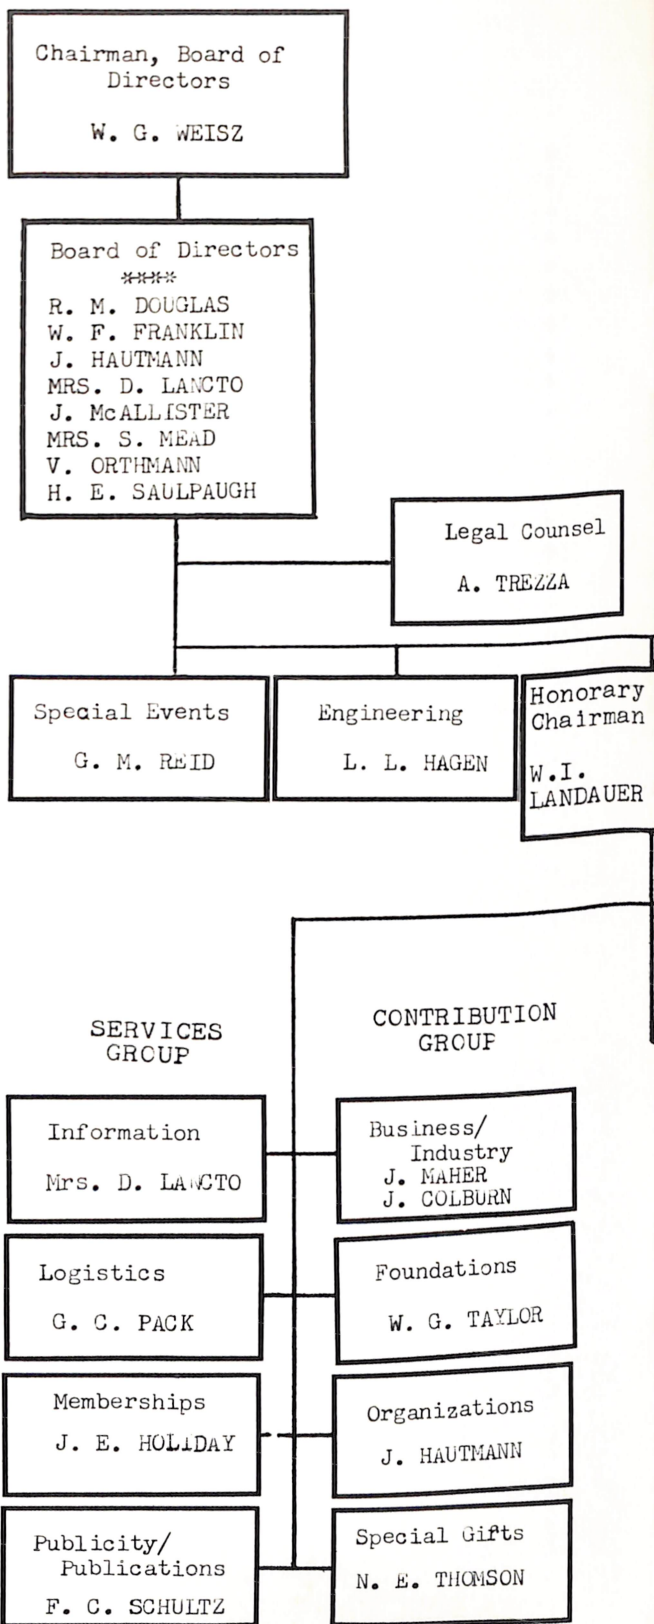 Chairman, Board of
Directors
W. G. WEISZ
Board of Directors
****
R. M. DOUGLAS
W. F. FRANKLIN
J. HAUTMANN
MRS. D. LANCTO
J. McALLISTER
MRS. S. MEAD
V. ORTHMANN
H. E. SAULPAUGH
Legal Counsel
A. TREZZA
Special Events
G. M. REID
Engineering
L. L. HAGEN
Honorary
Chairman
W.I.
LANDAUER
SERVICES
GROUP
CONTRIBUTION
GROUP
Information
Mrs. D. LANCTO
Business/
Industry
J. MAHER
J. COLBURN
Logistics
G. C. PACK
Foundations
W. G. TAYLOR
Memberships
J. E. HOLIDAY
Organizations
J. HAUTMANN
Publicity/
Publications
F. C. SCHULTZ
Special Gifts
N. E. THOMSON